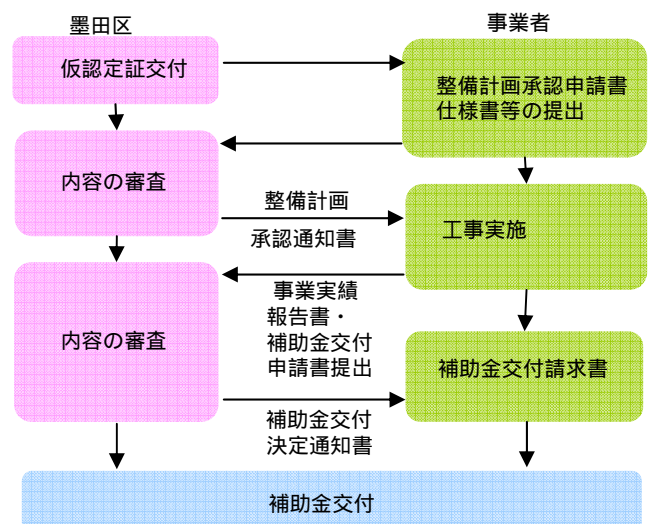 墨田区
事業者
仮認定証交付
整備計画承認申請書
仕様書等の提出
内容の審査
整備計画
承認通知書
工事実施
事業実績
報告書・
補助金交付
申請書提出
内容の審査
補助金交付請求書
補助金交付
決定通知書
補助金交付